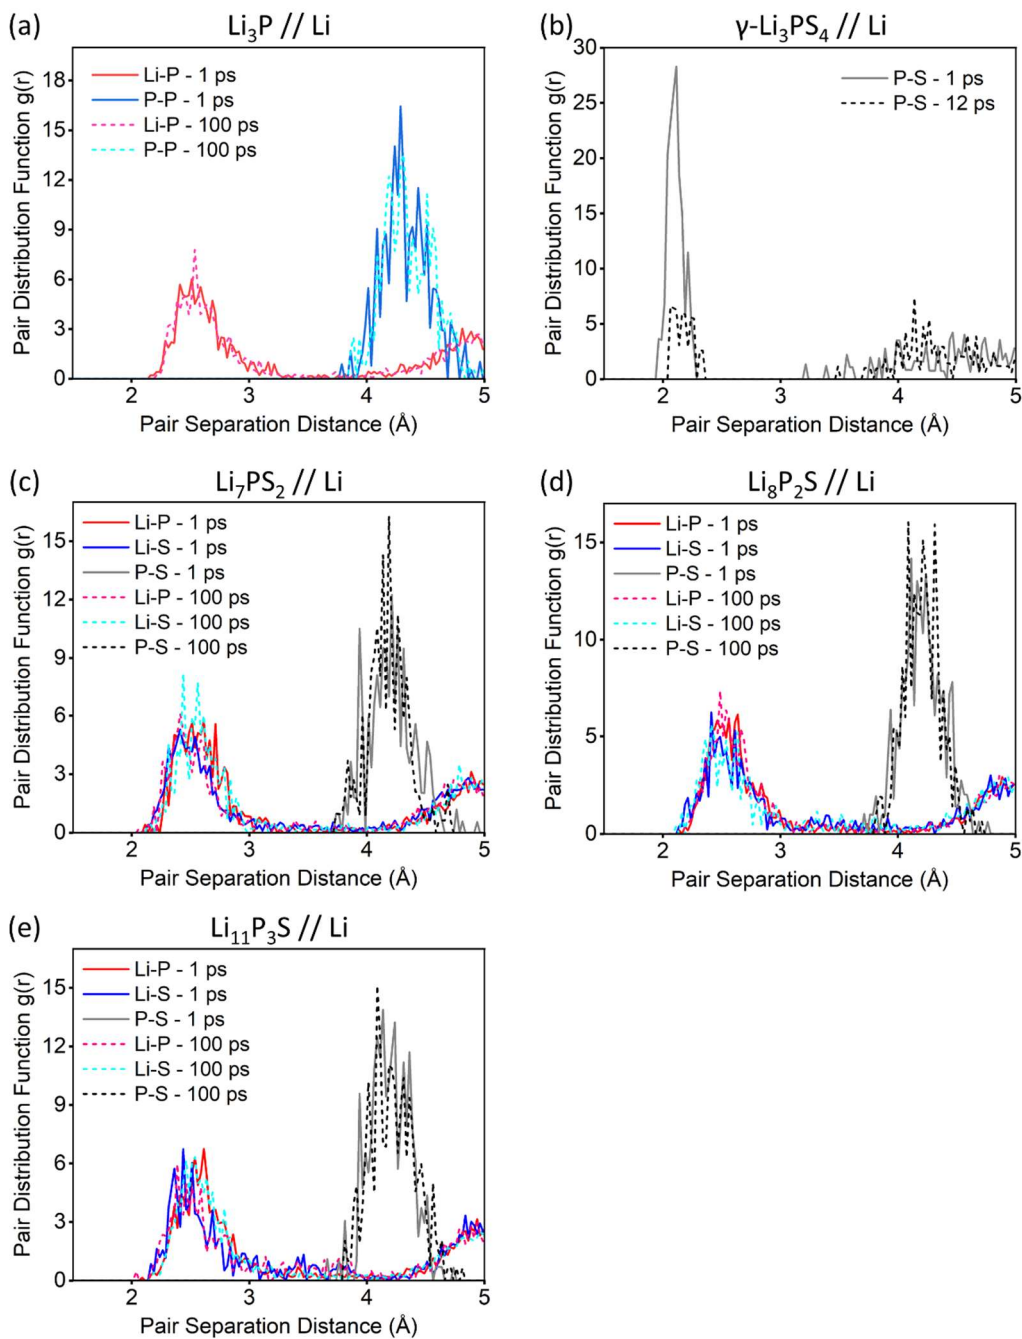 (a)
Li₃P // Li
Pair Distribution Function g(r)
18
15
12
9
6
3
0
Li-P - 1 ps
P-P - 1 ps
Li-P - 100 ps
P-P - 100 ps
2
3
4
5
Pair Separation Distance (Å)
(b)
γ-Li₃PS₄ // Li
Pair Distribution Function g(r)
30
25
20
15
10
5
0
P-S - 1 ps
P-S - 12 ps
2
3
4
5
Pair Separation Distance (Å)
(c)
Li₇PS₂ // Li
Pair Distribution Function g(r)
15
12
9
6
3
0
Li-P - 1 ps
Li-S - 1 ps
P-S - 1 ps
Li-P - 100 ps
Li-S - 100 ps
P-S - 100 ps
2
3
4
5
Pair Separation Distance (Å)
(d)
Li₈P₂S // Li
Pair Distribution Function g(r)
15
10
5
0
Li-P - 1 ps
Li-S - 1 ps
P-S - 1 ps
Li-P - 100 ps
Li-S - 100 ps
P-S - 100 ps
2
3
4
5
Pair Separation Distance (Å)
(e)
Li₁₁P₃S // Li
Pair Distribution Function g(r)
15
12
9
6
3
0
Li-P - 1 ps
Li-S - 1 ps
P-S - 1 ps
Li-P - 100 ps
Li-S - 100 ps
P-S - 100 ps
2
3
4
5
Pair Separation Distance (Å)